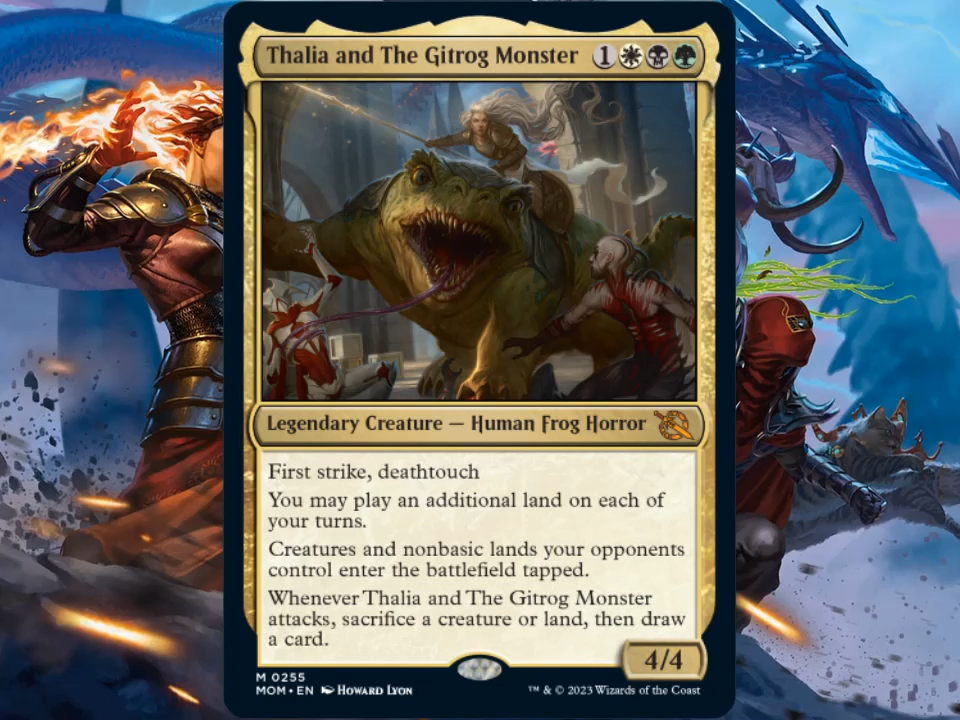 Thalia and The Gitrog Monster 1
Legendary Creature — Human Frog Horror
First strike, deathtouch
You may play an additional land on each of
your turns.
Creatures and nonbasic lands your opponents
control enter the battlefield tapped.
Whenever Thalia and The Gitrog Monster
attacks, sacrifice a creature or land, then draw
a card.
4/4
M 0255
MOM • EN Howard Lyon
™ & © 2023 Wizards of the Coast